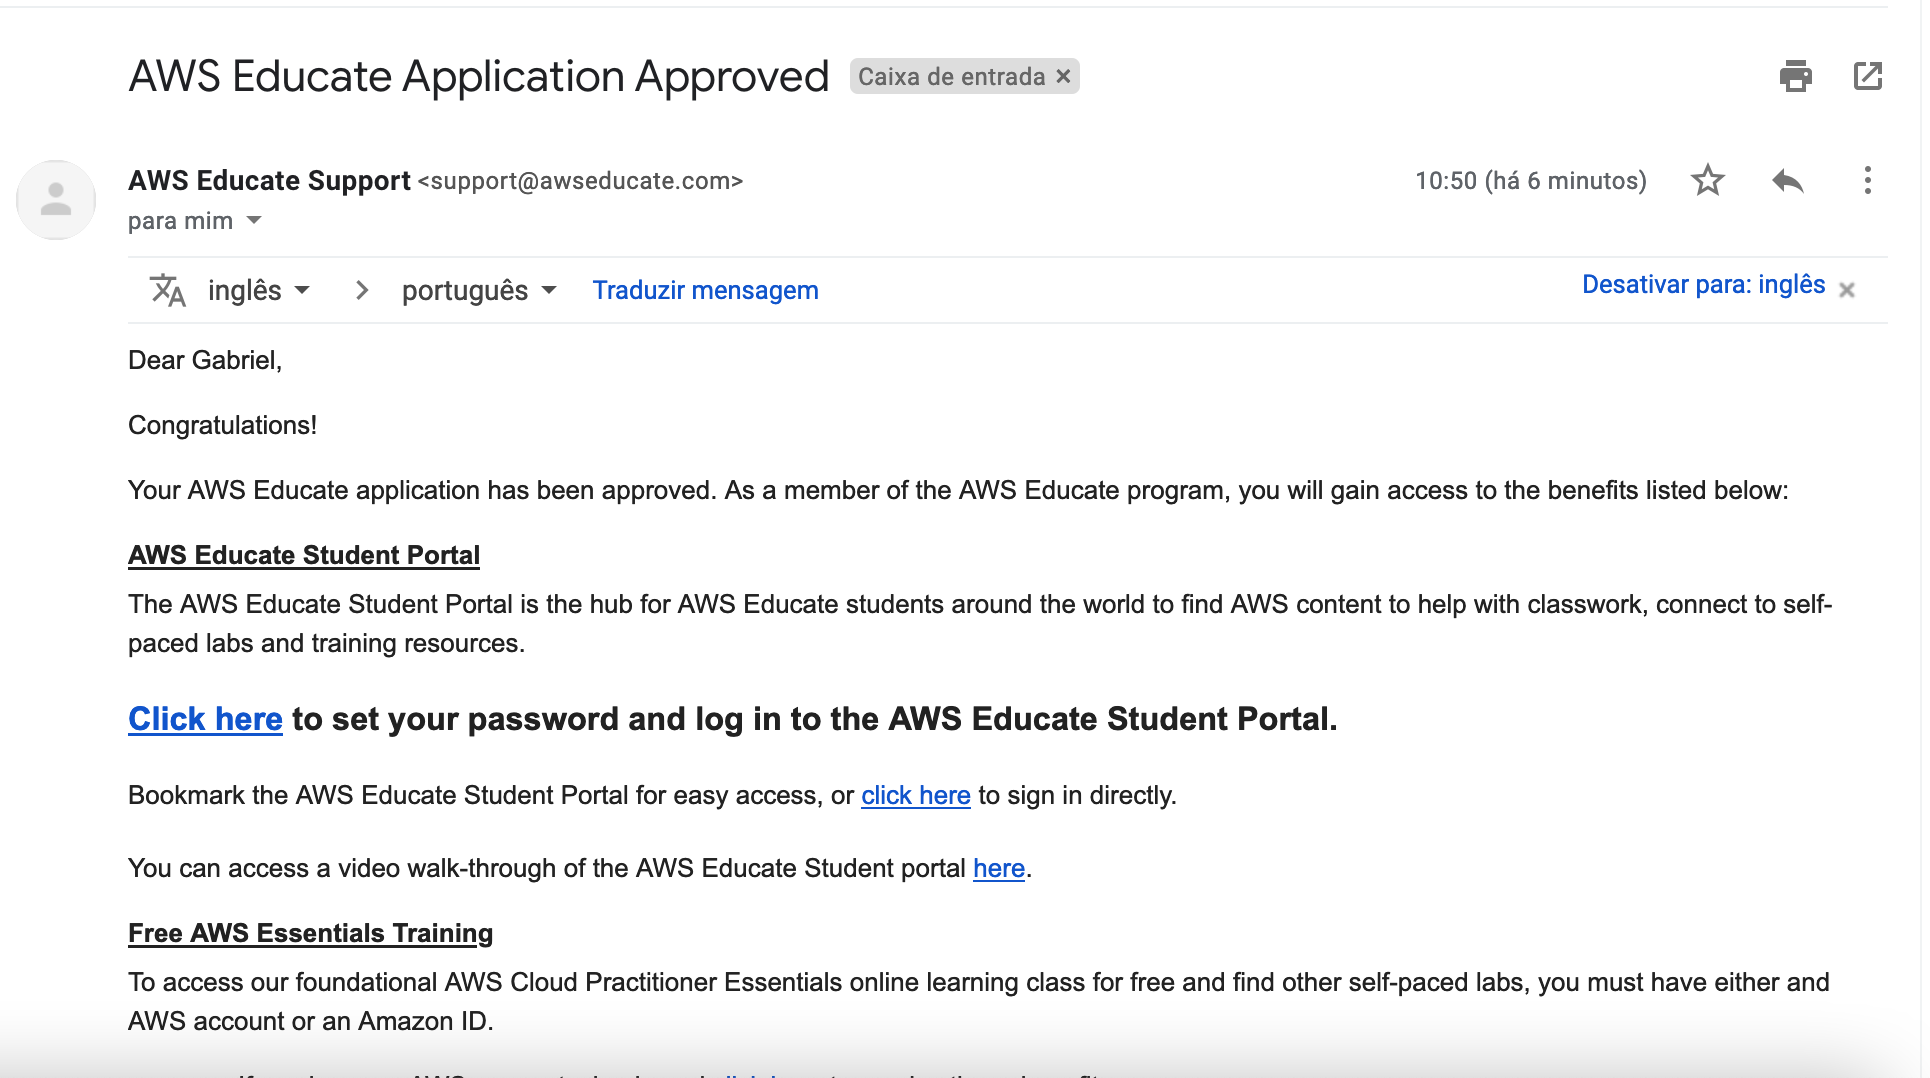 AWS Educate Application Approved Caixa de entrada ×
AWS Educate Support <support@awseducate.com> 10:50 (há 6 minutos)
para mim
inglês > português Traduzir mensagem Desativar para: inglês ×
Dear Gabriel,
Congratulations!
Your AWS Educate application has been approved. As a member of the AWS Educate program, you will gain access to the benefits listed below:
AWS Educate Student Portal
The AWS Educate Student Portal is the hub for AWS Educate students around the world to find AWS content to help with classwork, connect to self-
paced labs and training resources.
Click here to set your password and log in to the AWS Educate Student Portal.
Bookmark the AWS Educate Student Portal for easy access, or click here to sign in directly.
You can access a video walk-through of the AWS Educate Student portal here.
Free AWS Essentials Training
To access our foundational AWS Cloud Practitioner Essentials online learning class for free and find other self-paced labs, you must have either and
AWS account or an Amazon ID.